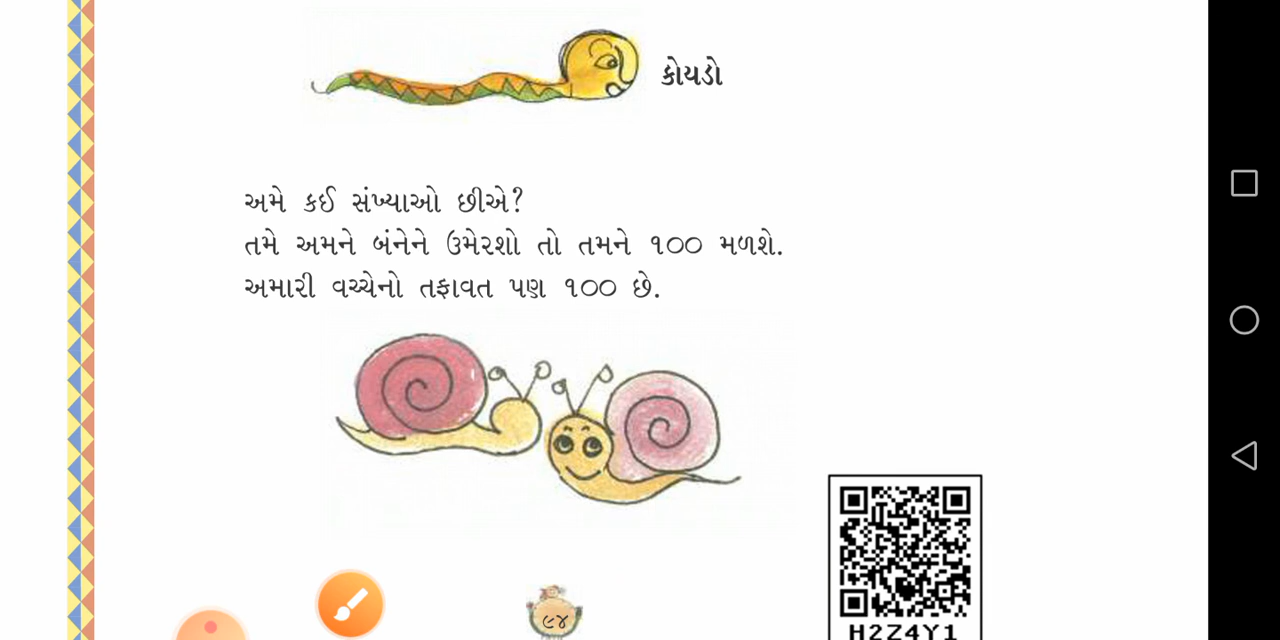 કોયડો
અમે કઈ સંખ્યાઓ છીએ?
તમે અમને બંનેને ઉમેરશો તો તમને ૧૦૦ મળશે.
અમારી વચ્ચેનો તફાવત પણ ૧૦૦ છે.
૯૪
H2Z4Y1